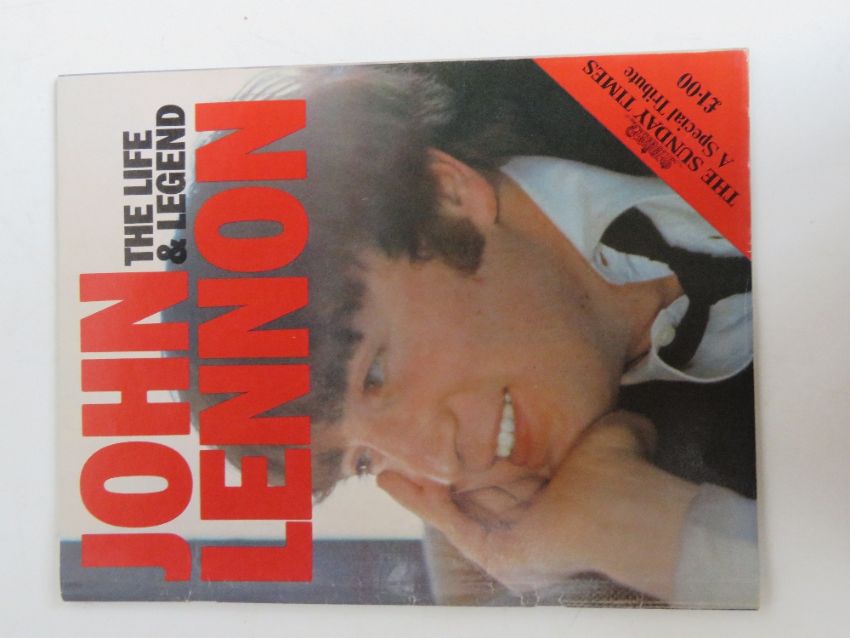 JOHN
THE LIFE
& LEGEND
LENNON
THE SUNDAY TIMES
A Special Tribute
£1·00